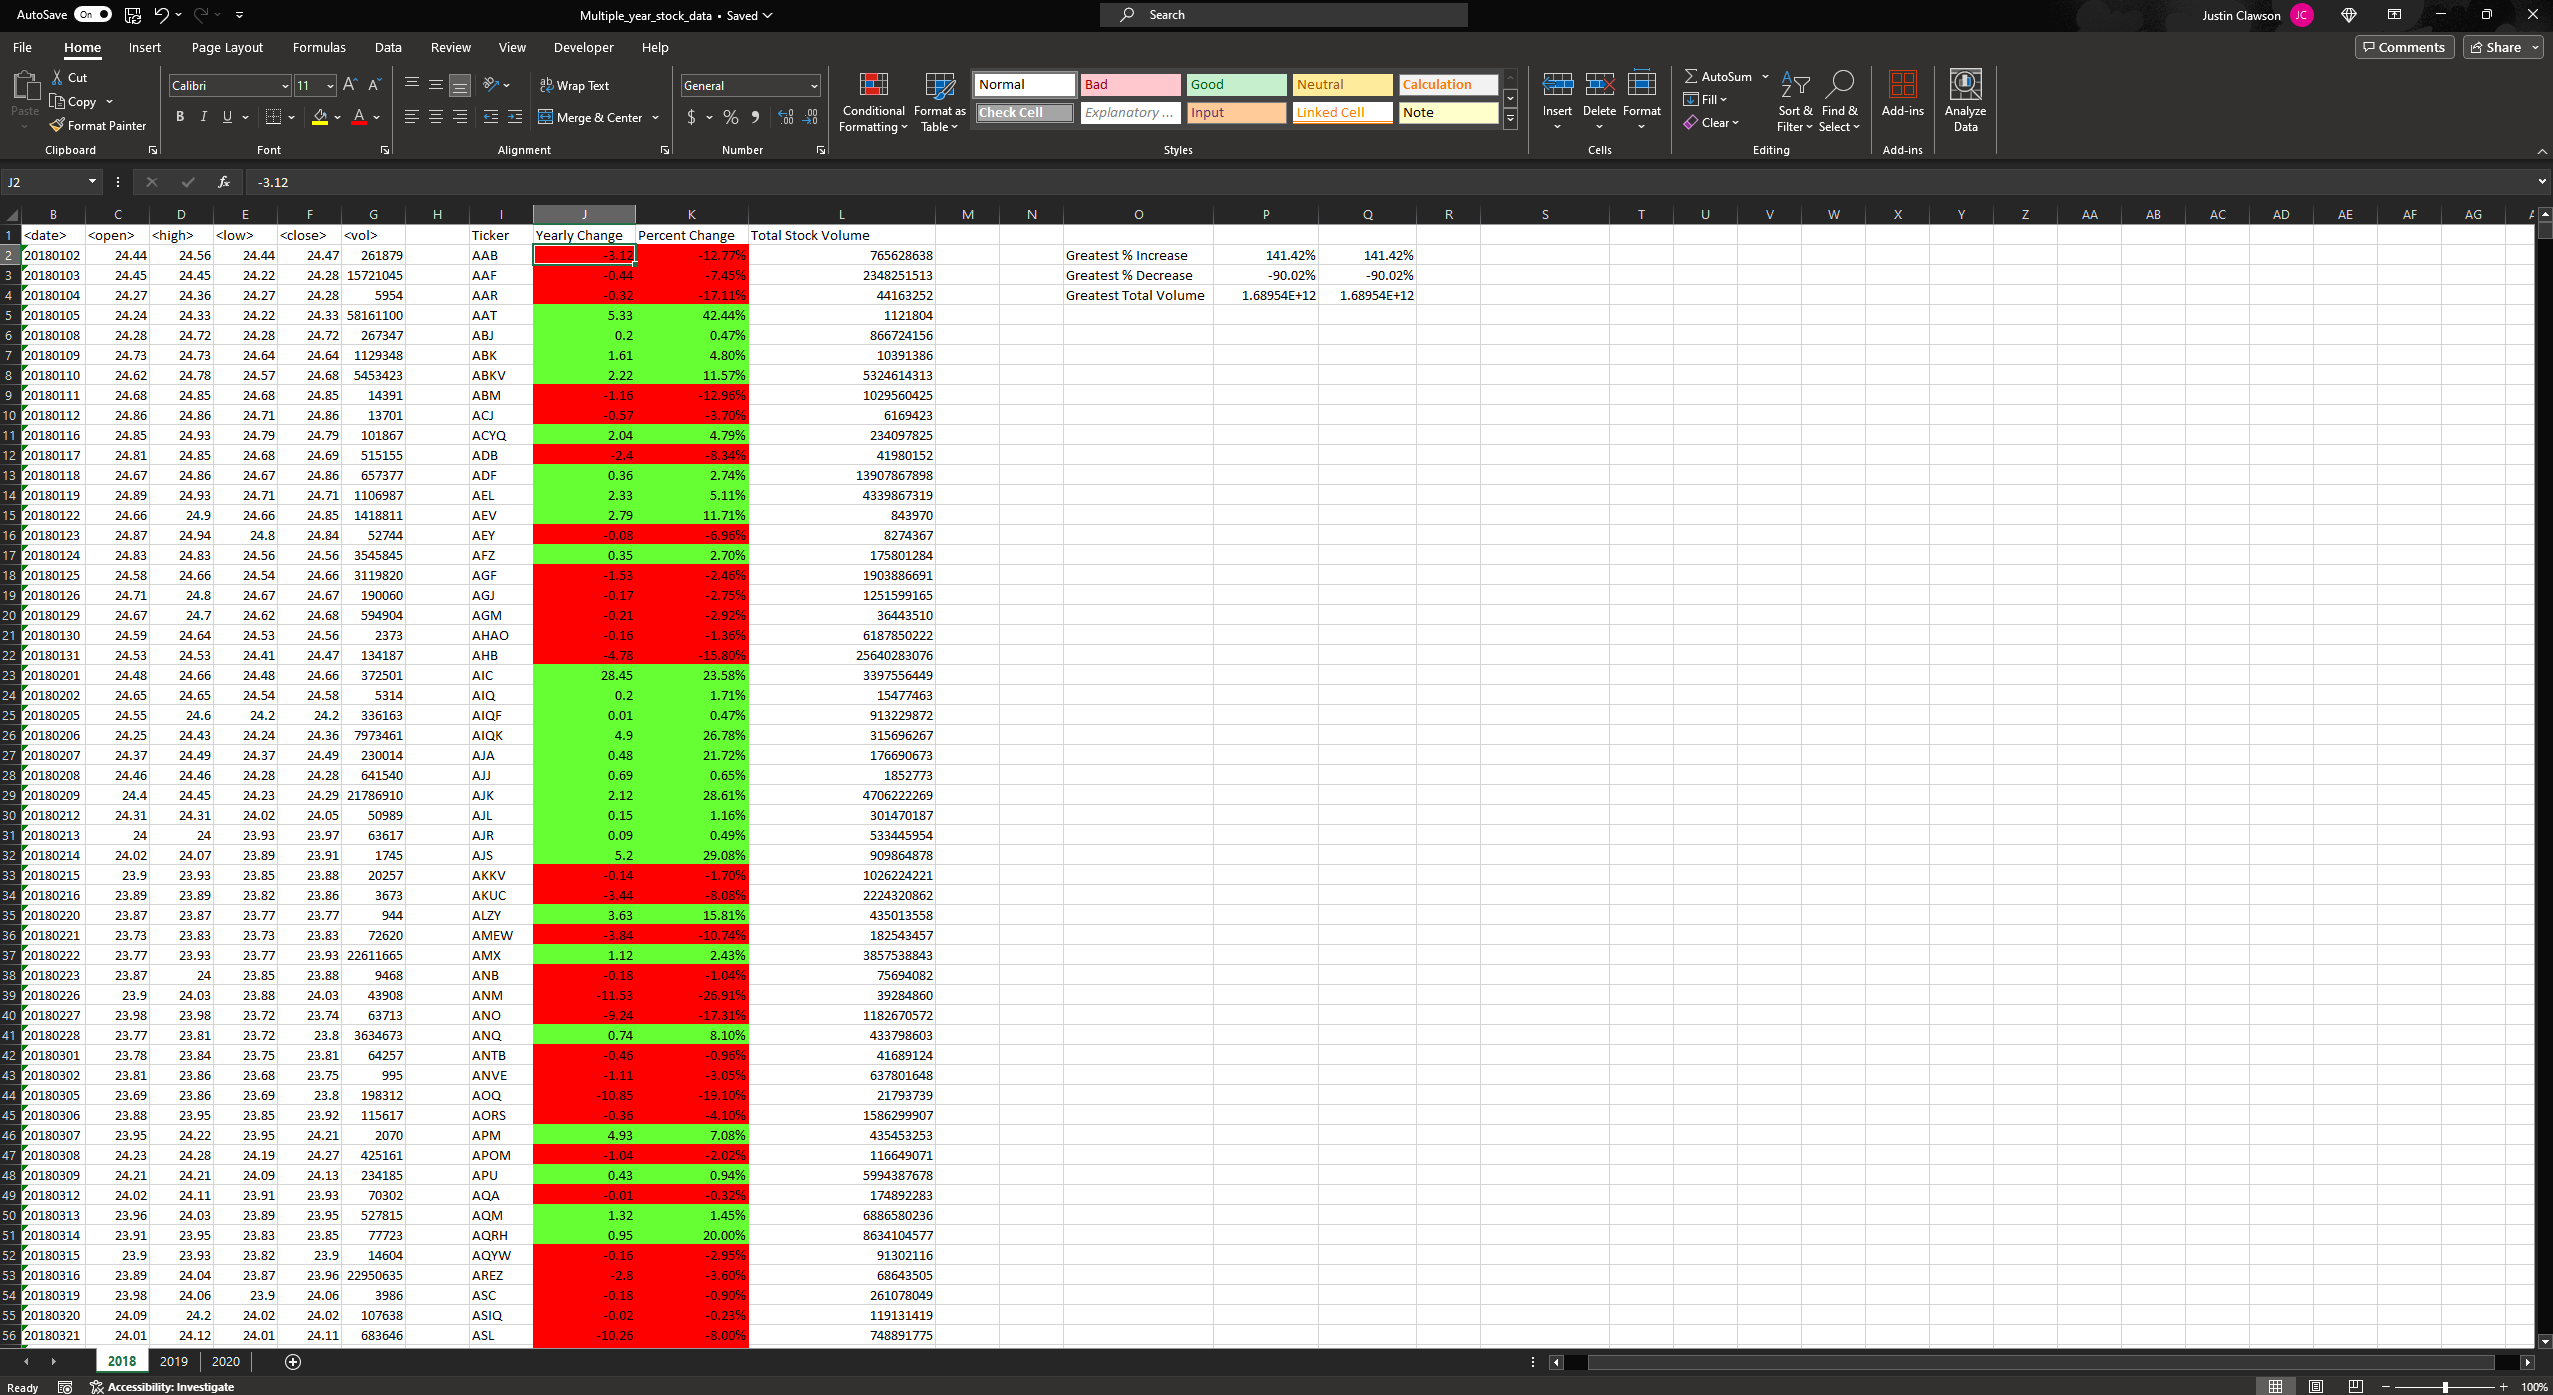 AutoSave On Multiple_year_stock_data • Saved Search Justin Clawson JC
File Home Insert Page Layout Formulas Data Review View Developer Help Comments Share
Paste Cut Copy Format Painter Clipboard
Calibri 11 A A B I U A Font
ab Wrap Text Merge & Center Alignment
General $ % 9 Number
Conditional Formatting Format as Table
Normal Bad Good Neutral Calculation
Check Cell Explanatory ... Input Linked Cell Note
Styles
Insert Delete Format Cells
AutoSum Fill Clear Sort & Filter Find & Select Editing
Add-ins Add-ins
Analyze Data
J2 fx -3.12
B C D E F G H I J K L M N O P Q R S T U V W X Y Z AA AB AC AD AE AF AG
1 <date> <open> <high> <low> <close> <vol> Ticker Yearly Change Percent Change Total Stock Volume
2 20180102 24.44 24.56 24.44 24.47 261879 AAB -3.12 -12.77% 765628638 Greatest % Increase 141.42% 141.42%
3 20180103 24.45 24.45 24.22 24.28 15721045 AAF -0.44 -7.45% 2348251513 Greatest % Decrease -90.02% -90.02%
4 20180104 24.27 24.36 24.27 24.28 5954 AAR -0.32 -17.11% 44163252 Greatest Total Volume 1.68954E+12 1.68954E+12
5 20180105 24.24 24.33 24.22 24.33 58161100 AAT 5.33 42.44% 1121804
6 20180108 24.28 24.72 24.28 24.72 267347 ABJ 0.2 0.47% 866724156
7 20180109 24.73 24.73 24.64 24.64 1129348 ABK 1.61 4.80% 10391386
8 20180110 24.62 24.78 24.57 24.68 5453423 ABKV 2.22 11.57% 5324614313
9 20180111 24.68 24.85 24.68 24.85 14391 ABM -1.16 -12.96% 1029560425
10 20180112 24.86 24.86 24.71 24.86 13701 ACJ -0.57 -3.70% 6169423
11 20180116 24.85 24.93 24.79 24.79 101867 ACYQ 2.04 4.79% 234097825
12 20180117 24.81 24.85 24.68 24.69 515155 ADB -2.4 -8.34% 41980152
13 20180118 24.67 24.86 24.67 24.86 657377 ADF 0.36 2.74% 13907867898
14 20180119 24.89 24.93 24.71 24.71 1106987 AEL 2.33 5.11% 4339867319
15 20180122 24.66 24.9 24.66 24.85 1418811 AEV 2.79 11.71% 843970
16 20180123 24.87 24.94 24.8 24.84 52744 AEY -0.08 -6.96% 8274367
17 20180124 24.83 24.83 24.56 24.56 3545845 AFZ 0.35 2.70% 175801284
18 20180125 24.58 24.66 24.54 24.66 3119820 AGF -1.53 -2.46% 1903886691
19 20180126 24.71 24.8 24.67 24.67 190060 AGJ -0.17 -2.75% 1251599165
20 20180129 24.67 24.7 24.62 24.68 594904 AGM -0.21 -2.92% 36443510
21 20180130 24.59 24.64 24.53 24.56 2373 AHAO -0.16 -1.36% 6187850222
22 20180131 24.53 24.53 24.41 24.47 134187 AHB -4.78 -15.80% 25640283076
23 20180201 24.48 24.66 24.48 24.66 372501 AIC 28.45 23.58% 3397556449
24 20180202 24.65 24.65 24.54 24.58 5314 AIQ 0.2 1.71% 15477463
25 20180205 24.55 24.6 24.2 24.2 336163 AIQF 0.01 0.47% 913229872
26 20180206 24.25 24.43 24.24 24.36 7973461 AIQK 4.9 26.78% 315696267
27 20180207 24.37 24.49 24.37 24.49 230014 AJA 0.48 21.72% 176690673
28 20180208 24.46 24.46 24.28 24.28 641540 AJJ 0.69 0.65% 1852773
29 20180209 24.4 24.45 24.23 24.29 21786910 AJK 2.12 28.61% 4706222269
30 20180212 24.31 24.31 24.02 24.05 50989 AJL 0.15 1.16% 301470187
31 20180213 24 24 23.93 23.97 63617 AJR 0.09 0.49% 533445954
32 20180214 24.02 24.07 23.89 23.91 1745 AJS 5.2 29.08% 909864878
33 20180215 23.9 23.93 23.85 23.88 20257 AKKV -0.14 -1.70% 1026224221
34 20180216 23.89 23.89 23.82 23.86 3673 AKUC -3.44 -8.08% 2224320862
35 20180220 23.87 23.87 23.77 23.77 944 ALZY 3.63 15.81% 435013558
36 20180221 23.73 23.83 23.73 23.83 72620 AMEW -3.84 -10.74% 182543457
37 20180222 23.77 23.93 23.77 23.93 22611665 AMX 1.12 2.43% 3857538843
38 20180223 23.87 24 23.85 23.88 9468 ANB -0.18 -1.04% 75694082
39 20180226 23.9 24.03 23.88 24.03 43908 ANM -11.53 -26.91% 39284860
40 20180227 23.98 23.98 23.72 23.74 63713 ANO -9.24 -17.31% 1182670572
41 20180228 23.77 23.81 23.72 23.8 3634673 ANQ 0.74 8.10% 433798603
42 20180301 23.78 23.84 23.75 23.81 64257 ANTB -0.46 -0.96% 41689124
43 20180302 23.81 23.86 23.68 23.75 995 ANVE -1.11 -3.05% 637801648
44 20180305 23.69 23.86 23.69 23.8 198312 AOQ -10.85 -19.10% 21793739
45 20180306 23.88 23.95 23.85 23.92 115617 AORS -0.36 -4.10% 1586299907
46 20180307 23.95 24.22 23.95 24.21 2070 APM 4.93 7.08% 435453253
47 20180308 24.23 24.28 24.19 24.27 425161 APOM -1.04 -2.02% 116649071
48 20180309 24.21 24.21 24.09 24.13 234185 APU 0.43 0.94% 5994387678
49 20180312 24.02 24.11 23.91 23.93 70302 AQA -0.01 -0.32% 174892283
50 20180313 23.96 24.03 23.89 23.95 527815 AQM 1.32 1.45% 6886580236
51 20180314 23.91 23.95 23.83 23.85 77723 AQRH 0.95 20.00% 8634104577
52 20180315 23.9 23.93 23.82 23.9 14604 AQYW -0.16 -2.95% 91302116
53 20180316 23.89 24.04 23.87 23.96 22950635 AREZ -2.8 -3.60% 68643505
54 20180319 23.98 24.06 23.9 24.06 3986 ASC -0.18 -0.90% 261078049
55 20180320 24.09 24.2 24.02 24.02 107638 ASIQ -0.02 -0.23% 119131419
56 20180321 24.01 24.12 24.01 24.11 683646 ASL -10.26 -8.00% 748891775
2018 2019 2020
Ready Accessibility: Investigate 100%